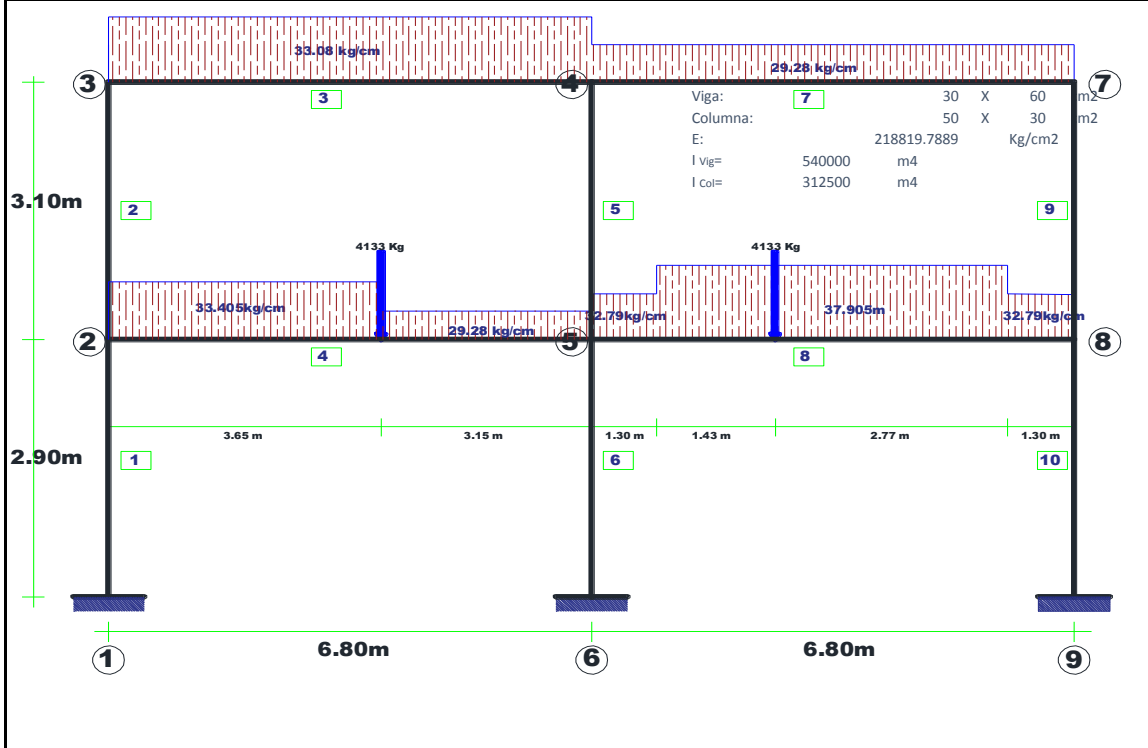 33.08 kg/cm
29.28 kg/cm
3
4
7
3
7
Viga: 30 X 60 m2
Columna: 50 X 30 m2
E: 218819.7889 Kg/cm2
I Vig= 540000 m4
I Col= 312500 m4
3.10m
2
5
9
4133 Kg
4133 Kg
33.405kg/cm
29.28 kg/cm
32.79kg/cm
37.905m
32.79kg/cm
2
5
8
4
8
3.65 m
3.15 m
1.30 m
1.43 m
2.77 m
1.30 m
2.90m
1
6
10
6.80m
6.80m
1
6
9